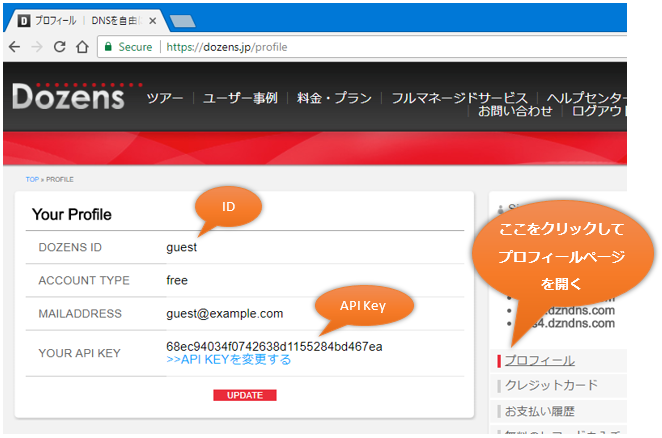 プロフィール | DNSを自由に
Secure https://dozens.jp/profile
Dozens
ツアー ユーザー事例 料金・プラン フルマネージドサービス ヘルプセンター
お問い合わせ ログアウト
TOP » PROFILE
Your Profile
ID
DOZENS ID guest
ACCOUNT TYPE free
MAILADDRESS guest@example.com
API Key
YOUR API KEY 68ec94034f0742638d1155284bd467ea
>>API KEYを変更する
UPDATE
ここをクリックして
プロフィールページ
を開く
.dzndns.com
s4.dzndns.com
プロフィール
クレジットカード
お支払い履歴